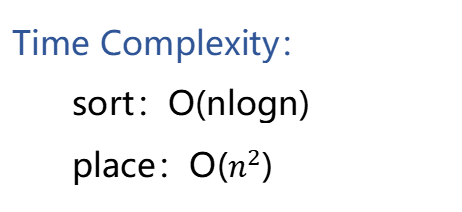 Time Complexity：
sort：O(nlogn)
place：O(n²)